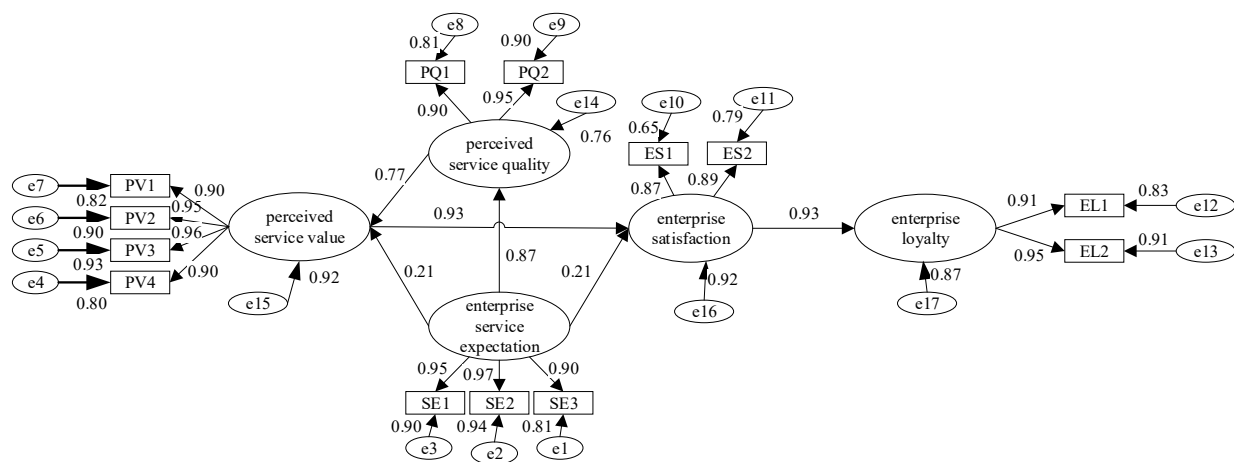 e8
e9
0.81
0.90
PQ1
PQ2
0.90
0.95
e14
0.76
perceived
service quality
e10
e11
0.65
0.79
ES1
ES2
0.87
0.89
e7
PV1
0.90
0.82
e6
PV2
0.95
0.90
e5
PV3
0.96
0.93
e4
PV4
0.90
0.80
perceived
service value
0.77
0.93
e15
0.92
0.21
0.87
0.21
enterprise
satisfaction
0.92
e16
0.93
enterprise
loyalty
0.87
e17
0.91
EL1
0.83
e12
0.95
EL2
0.91
e13
enterprise
service
expectation
0.95
0.97
0.90
SE1
SE2
SE3
0.90
0.94
0.81
e3
e2
e1